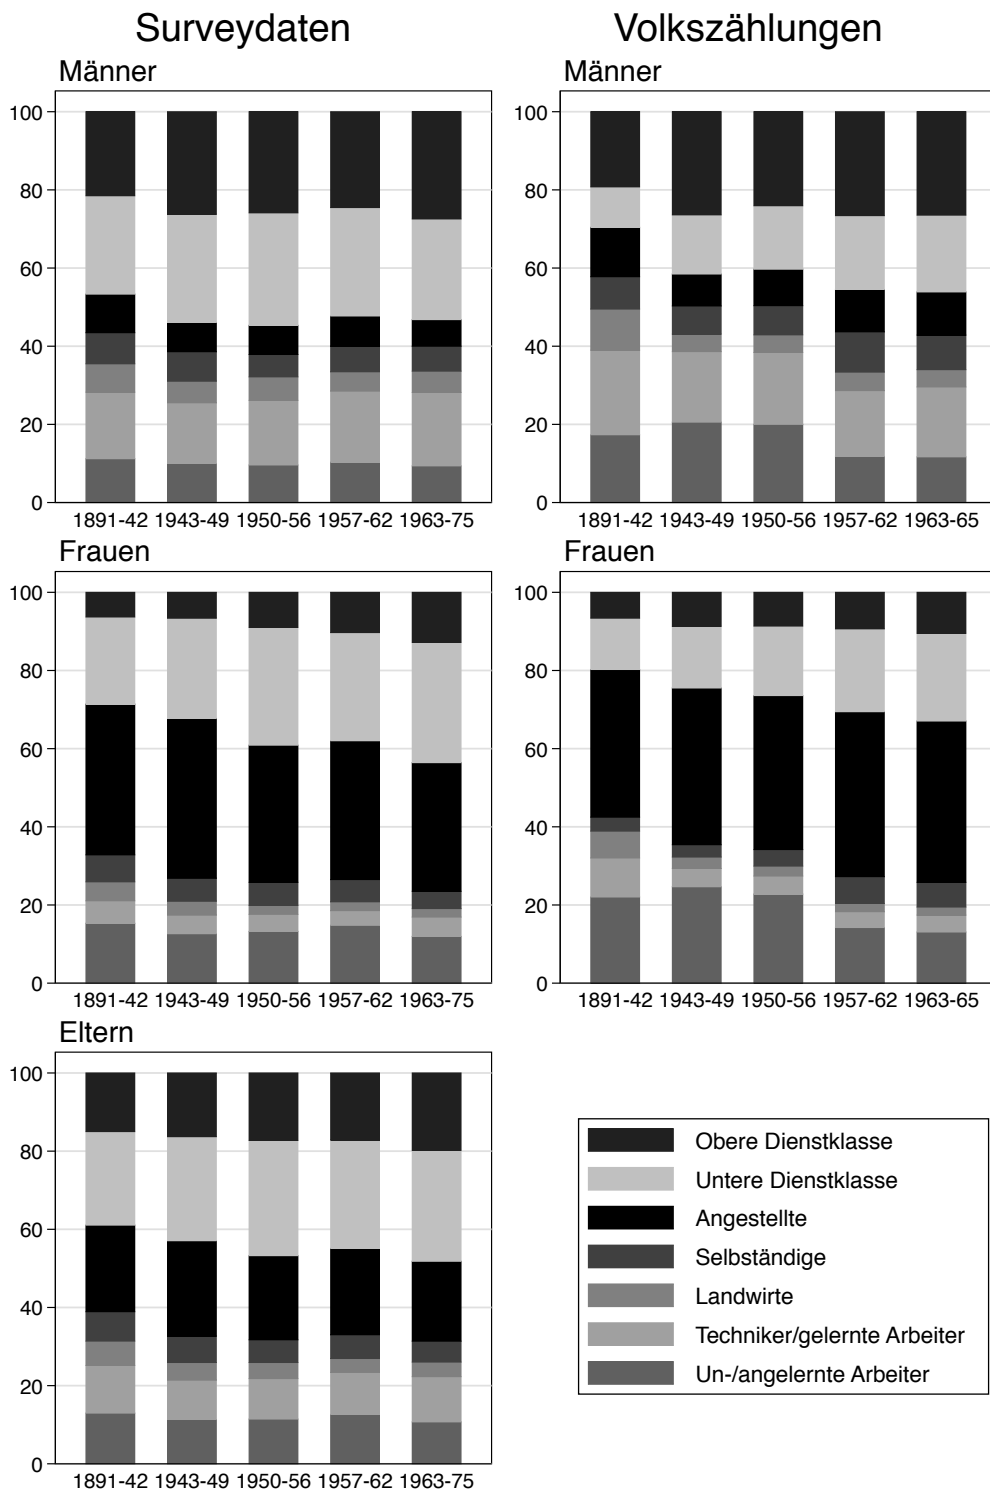 Surveydaten
Volkszählungen
Männer
100
80
60
40
20
0
1891-42 1943-49 1950-56 1957-62 1963-75
Männer
100
80
60
40
20
0
1891-42 1943-49 1950-56 1957-62 1963-65
Frauen
100
80
60
40
20
0
1891-42 1943-49 1950-56 1957-62 1963-75
Frauen
100
80
60
40
20
0
1891-42 1943-49 1950-56 1957-62 1963-65
Eltern
100
80
60
40
20
0
1891-42 1943-49 1950-56 1957-62 1963-75
Obere Dienstklasse
Untere Dienstklasse
Angestellte
Selbständige
Landwirte
Techniker/gelernte Arbeiter
Un-/angelernte Arbeiter